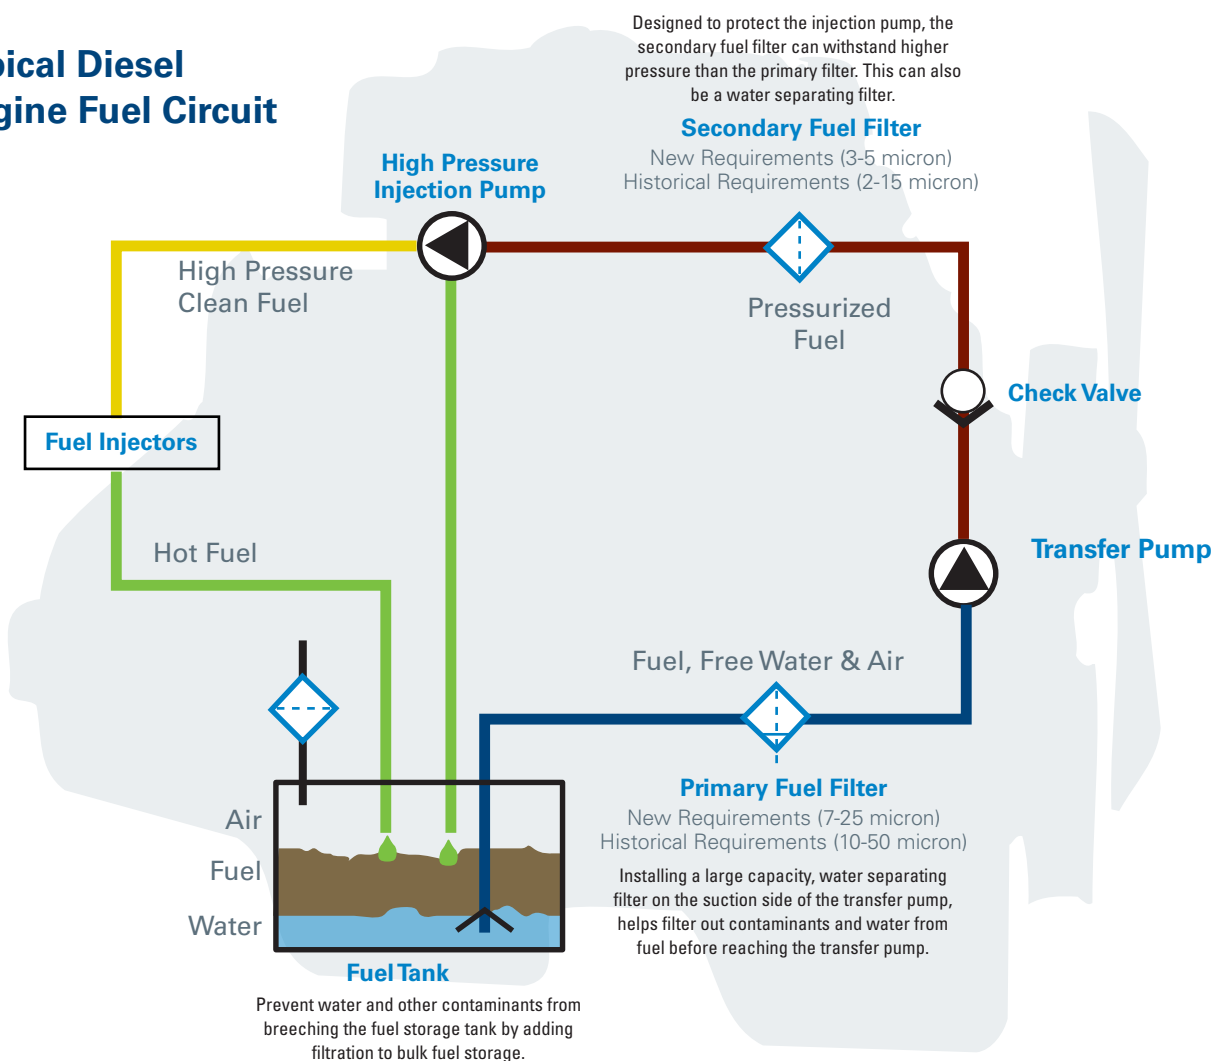 pical Diesel
gine Fuel Circuit
Designed to protect the injection pump, the
secondary fuel filter can withstand higher
pressure than the primary filter. This can also
be a water separating filter.
Secondary Fuel Filter
New Requirements (3-5 micron)
Historical Requirements (2-15 micron)
High Pressure
Injection Pump
High Pressure
Clean Fuel
Pressurized
Fuel
Check Valve
Fuel Injectors
Hot Fuel
Transfer Pump
Fuel, Free Water & Air
Primary Fuel Filter
New Requirements (7-25 micron)
Historical Requirements (10-50 micron)
Installing a large capacity, water separating
filter on the suction side of the transfer pump,
helps filter out contaminants and water from
fuel before reaching the transfer pump.
Air
Fuel
Water
Fuel Tank
Prevent water and other contaminants from
breeching the fuel storage tank by adding
filtration to bulk fuel storage.